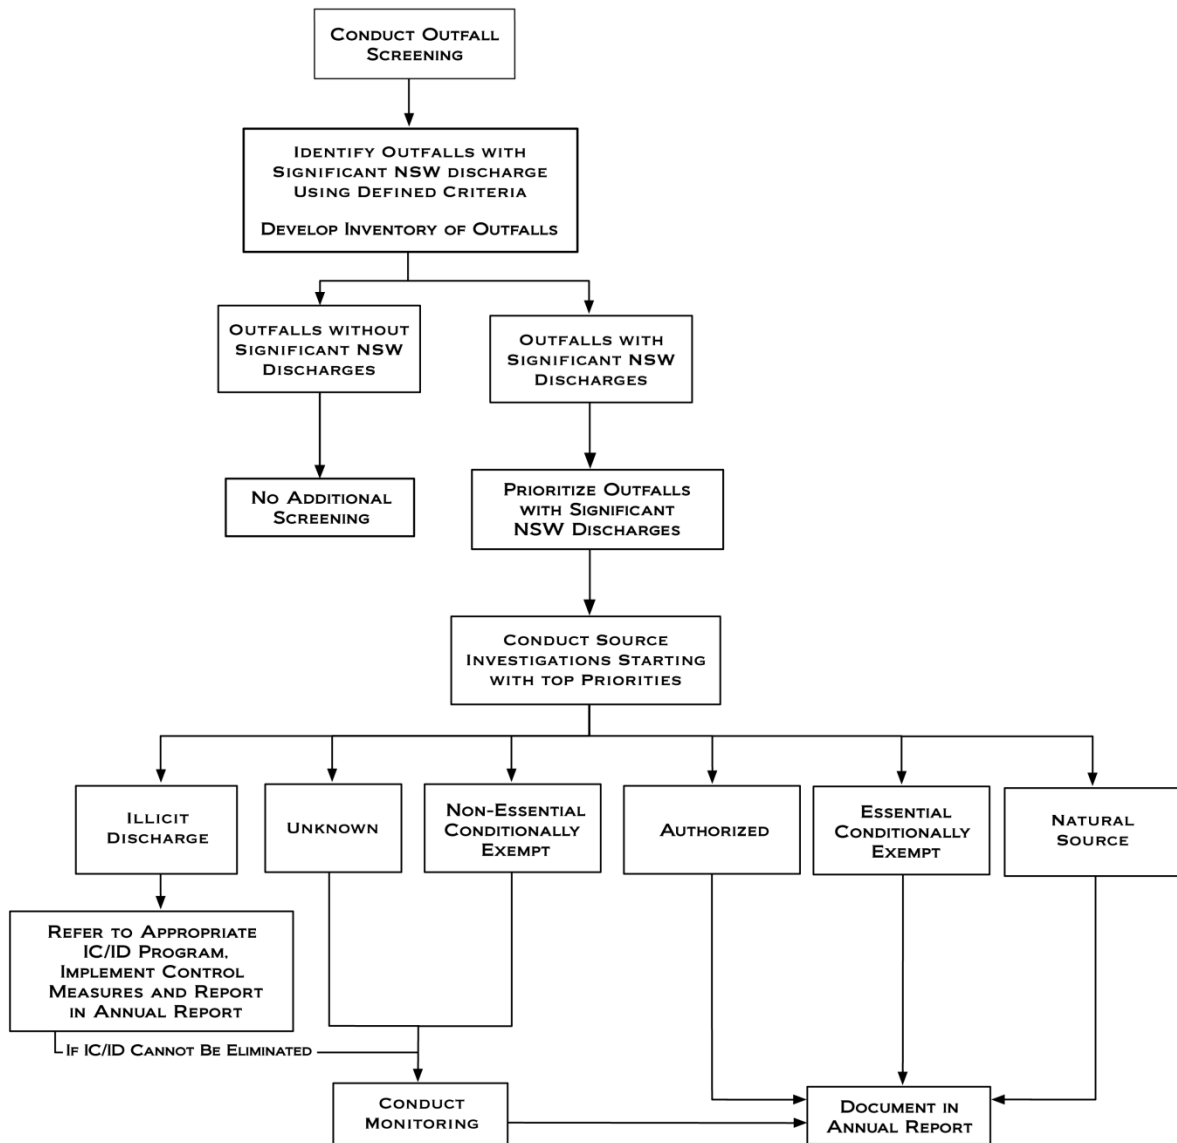 CONDUCT OUTFALL
SCREENING
IDENTIFY OUTFALLS WITH
SIGNIFICANT NSW DISCHARGE
USING DEFINED CRITERIA
DEVELOP INVENTORY OF OUTFALLS
OUTFALLS WITHOUT
SIGNIFICANT NSW
DISCHARGES
OUTFALLS WITH
SIGNIFICANT NSW
DISCHARGES
NO ADDITIONAL
SCREENING
PRIORITIZE OUTFALLS
WITH SIGNIFICANT
NSW DISCHARGES
CONDUCT SOURCE
INVESTIGATIONS STARTING
WITH TOP PRIORITIES
ILLICIT
DISCHARGE
UNKNOWN
NON-ESSENTIAL
CONDITIONALLY
EXEMPT
AUTHORIZED
ESSENTIAL
CONDITIONALLY
EXEMPT
NATURAL
SOURCE
REFER TO APPROPRIATE
IC/ID PROGRAM,
IMPLEMENT CONTROL
MEASURES AND REPORT
IN ANNUAL REPORT
IF IC/ID CANNOT BE ELIMINATED
CONDUCT
MONITORING
DOCUMENT IN
ANNUAL REPORT